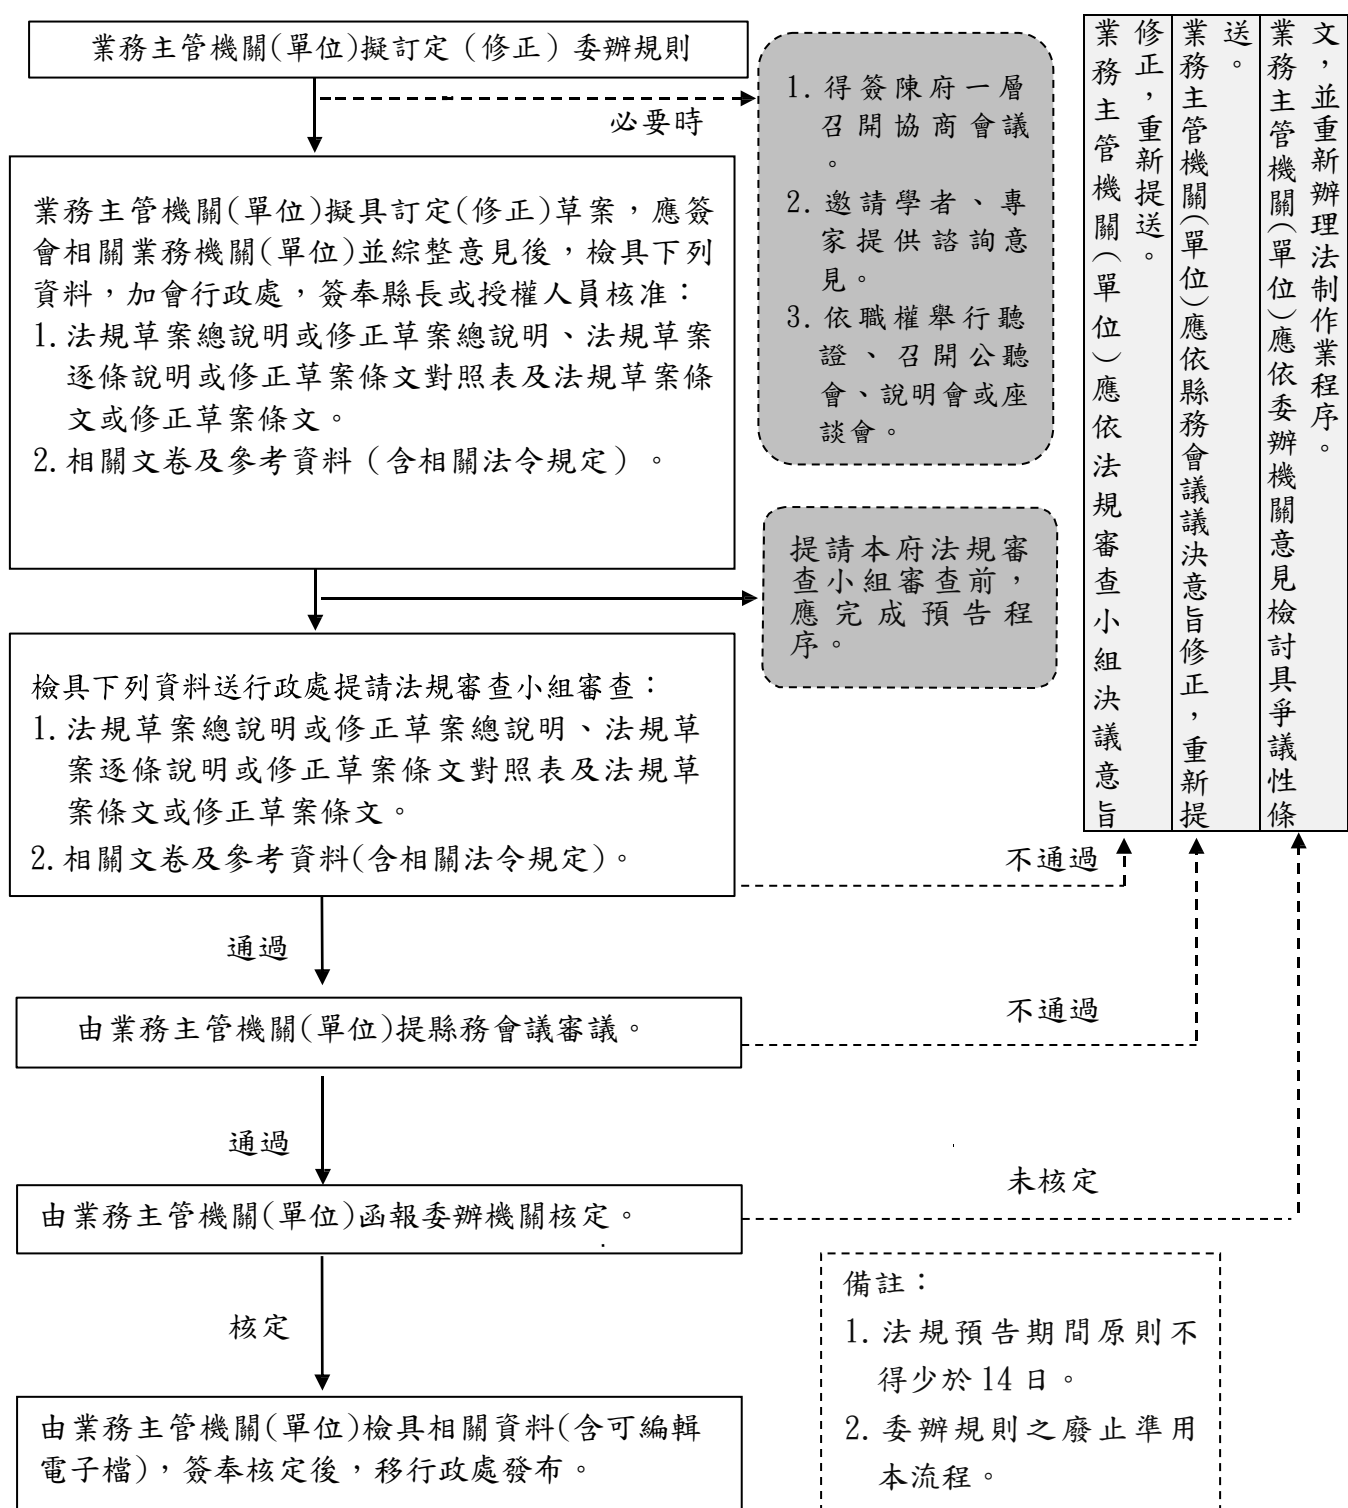 業務主管機關(單位)擬訂定（修正）委辦規則
必要時
1. 得簽陳府一層
召開協商會議
。
2. 邀請學者、專
家提供諮詢意
見。
3. 依職權舉行聽
證、召開公聽
會、說明會或座
談會。
業務主管機關(單位)擬具訂定(修正)草案，應簽
會相關業務機關(單位)並綜整意見後，檢具下列
資料，加會行政處，簽奉縣長或授權人員核准：
1. 法規草案總說明或修正草案總說明、法規草案
逐條說明或修正草案條文對照表及法規草案條
文或修正草案條文。
2. 相關文卷及參考資料（含相關法令規定）。
提請本府法規審
查小組審查前，
應完成預告程
序。
檢具下列資料送行政處提請法規審查小組審查：
1. 法規草案總說明或修正草案總說明、法規草
案逐條說明或修正草案條文對照表及法規草
案條文或修正草案條文。
2. 相關文卷及參考資料(含相關法令規定)。
不通過
業務主管機關(單位)應依法規審查小組決議意旨
修正，重新提送。
通過
由業務主管機關(單位)提縣務會議審議。
不通過
業務主管機關(單位)應依縣務會議議決意旨修正，重新提
送。
通過
由業務主管機關(單位)函報委辦機關核定。
未核定
業務主管機關(單位)應依委辦機關意見檢討具爭議性條
文，並重新辦理法制作業程序。
核定
由業務主管機關(單位)檢具相關資料(含可編輯
電子檔)，簽奉核定後，移行政處發布。
備註：
1. 法規預告期間原則不
得少於 14 日。
2. 委辦規則之廢止準用
本流程。